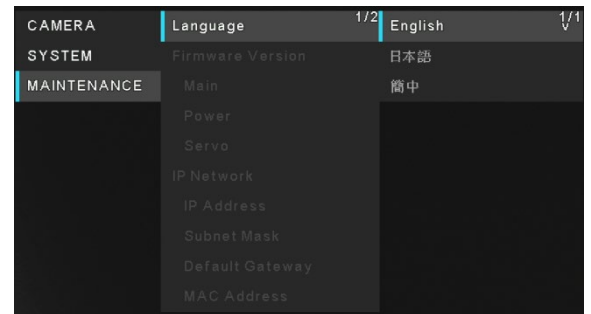 CAMERA
SYSTEM
MAINTENANCE
Language 1/2
Firmware Version
Main
Power
Servo
IP Network
IP Address
Subnet Mask
Default Gateway
MAC Address
English 1/1
日本語
簡中